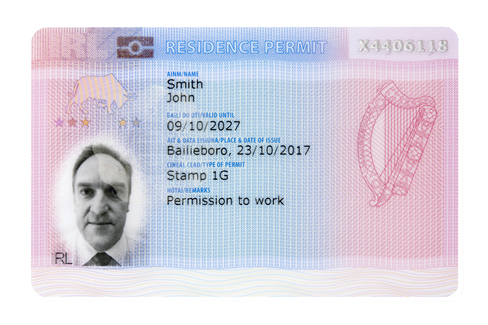 IRL RESIDENCE PERMIT X4406118
AINM/NAME
Smith
John
BAILÍ GO DTÍ/VALID UNTIL
09/10/2027
ÁIT & DATA EISIÚNA/PLACE & DATE OF ISSUE
Bailieboro, 23/10/2017
CINEÁL CEAD/TYPE OF PERMIT
Stamp 1G
NÓTAÍ/REMARKS
Permission to work
RL